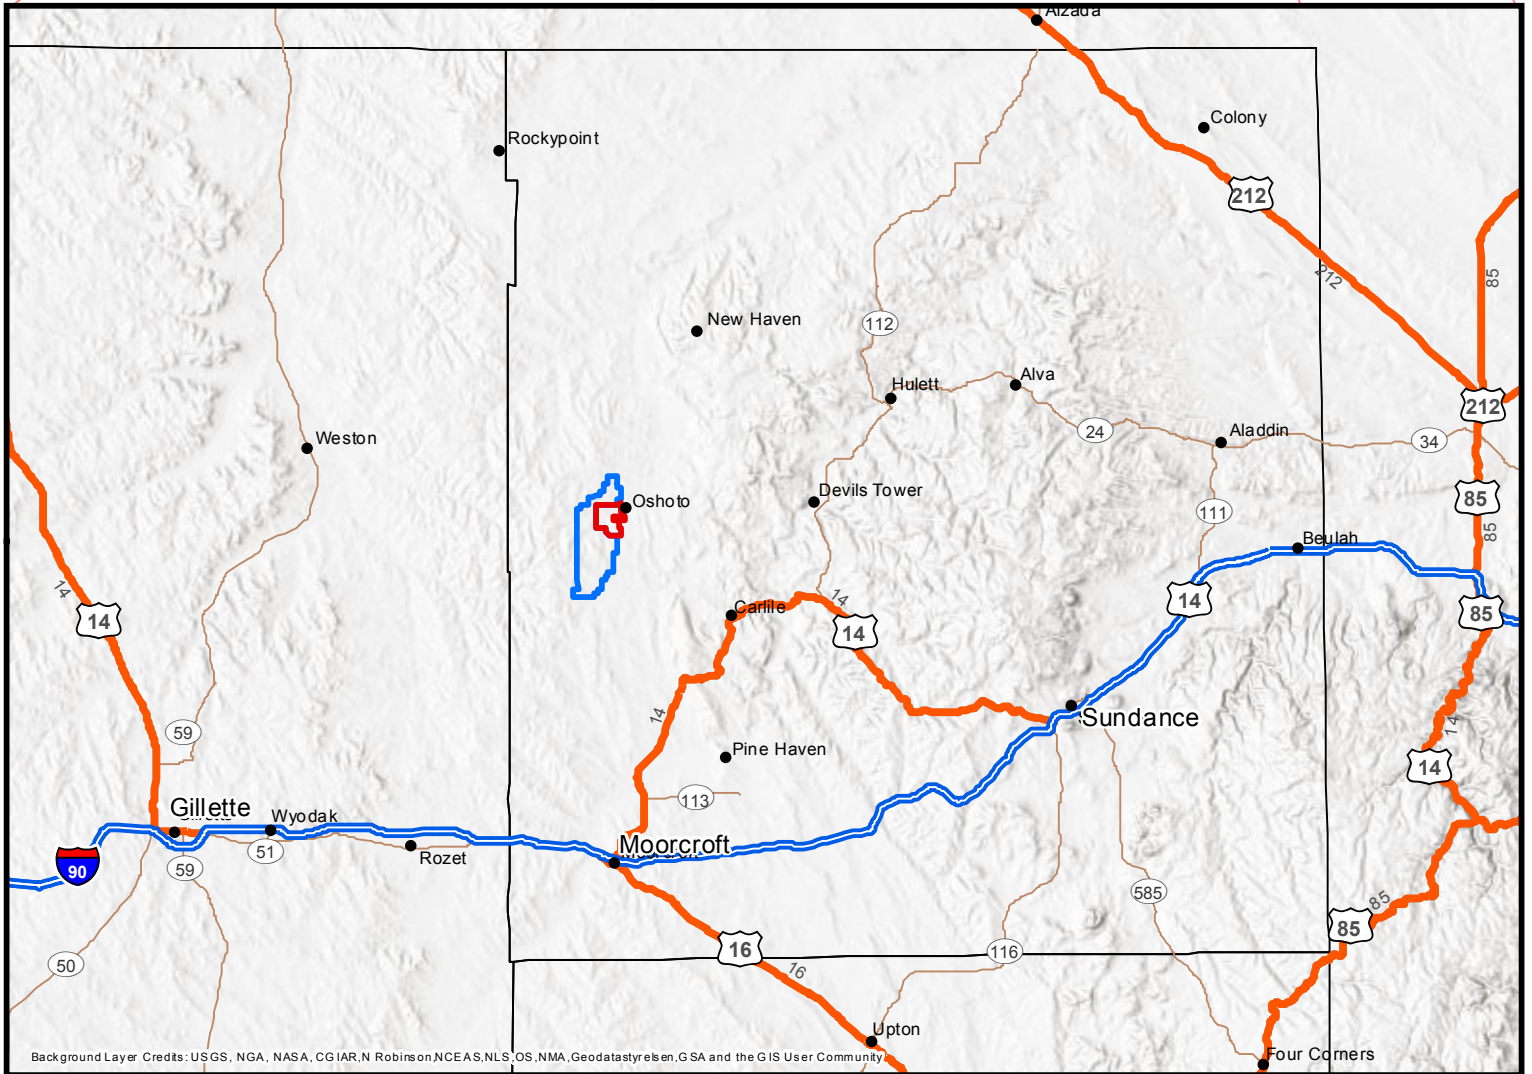 Alzada
Colony
Rockypoint
212
212
85
New Haven
112
Hulett
Alva
212
24
Aladdin
34
Weston
85
Devils Tower
Oshoto
111
85
Beulah
14
14
14
85
Carlile
14
14
14
Sundance
59
14
Pine Haven
14
113
Gillette
Wyodak
Moorcroft
51
Rozet
90
59
585
85
85
16
116
50
16
Upton
Four Corners
Background Layer Credits: USGS, NGA, NASA, CGIAR,N Robinson,NCEAS,NLS,OS,NMA,Geodatastyrelsen,GSA and the GIS User Community